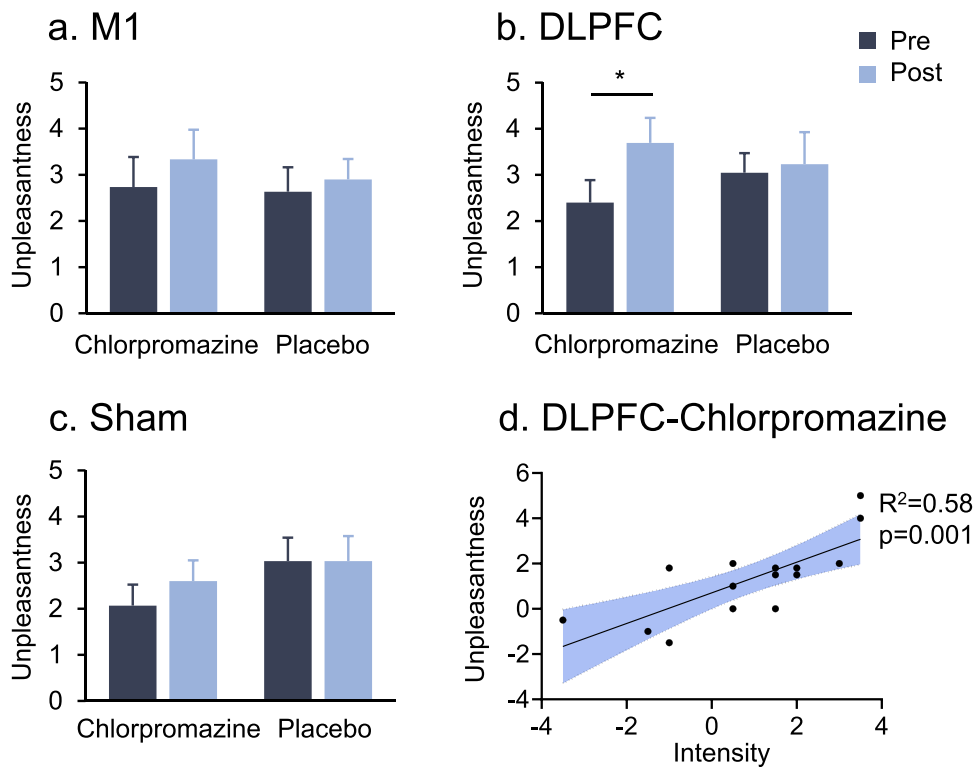 a. M1
b. DLPFC
Pre
Post
Unpleasantness
5
4
3
2
1
0
Chlorpromazine Placebo
*
Unpleasantness
5
4
3
2
1
0
Chlorpromazine Placebo
c. Sham
d. DLPFC-Chlorpromazine
Unpleasantness
5
4
3
2
1
0
Chlorpromazine Placebo
Unpleasantness
6
4
2
0
-2
-4
R²=0.58
p=0.001
-4 -2 0 2 4
Intensity